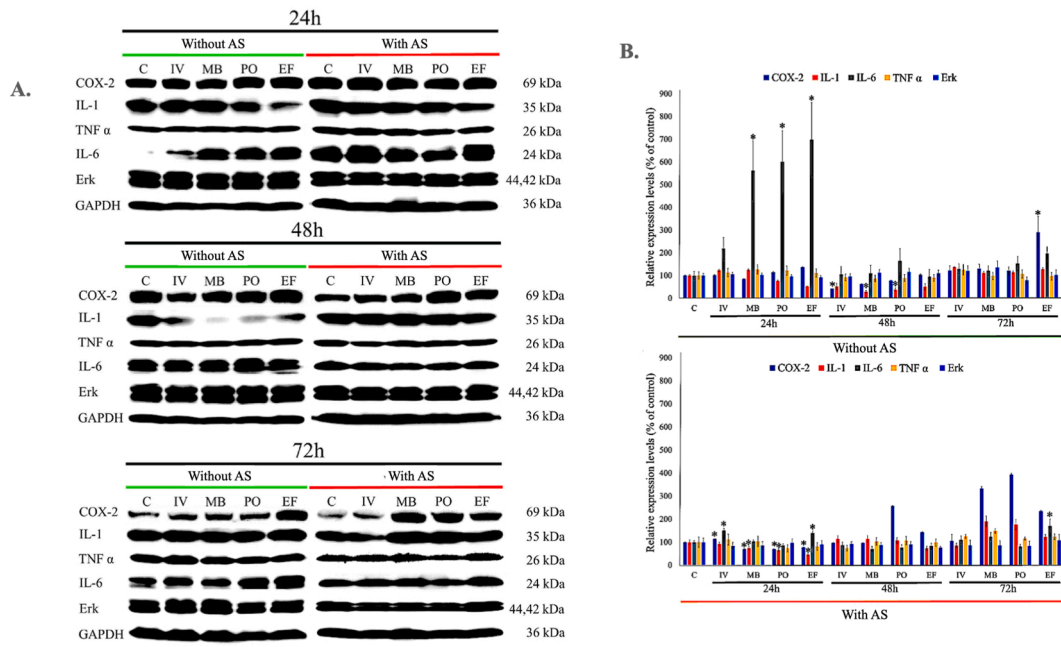 A.
24h
Without AS With AS
C IV MB PO EF C IV MB PO EF
COX-2 69 kDa
IL-1 35 kDa
TNF α 26 kDa
IL-6 24 kDa
Erk 44,42 kDa
GAPDH 36 kDa
48h
Without AS With AS
C IV MB PO EF C IV MB PO EF
COX-2 69 kDa
IL-1 35 kDa
TNF α 26 kDa
IL-6 24 kDa
Erk 44,42 kDa
GAPDH 36 kDa
72h
Without AS With AS
C IV MB PO EF C IV MB PO EF
COX-2 69 kDa
IL-1 35 kDa
TNF α 26 kDa
IL-6 24 kDa
Erk 44,42 kDa
GAPDH 36 kDa
B.
COX-2 IL-1 IL-6 TNF α Erk
Relative expression levels (% of control)
900
800
700
600
500
400
300
200
100
0
* * * * * * *
C IV MB PO EF IV MB PO EF IV MB PO EF
24h 48h 72h
Without AS
COX-2 IL-1 IL-6 TNF α Erk
Relative expression levels (% of control)
900
800
700
600
500
400
300
200
100
0
* * * * * * * * * *
C IV MB PO EF IV MB PO EF IV MB PO EF
24h 48h 72h
With AS